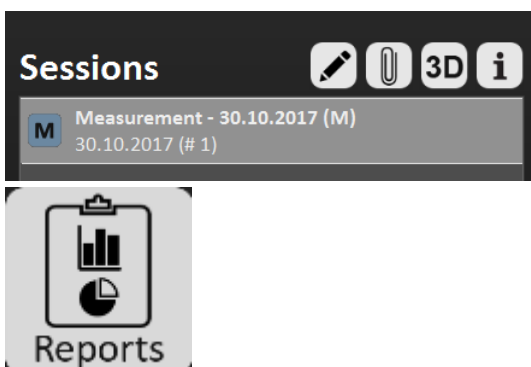 Sessions
3D
i
M
Measurement - 30.10.2017 (M)
30.10.2017 (# 1)
Reports